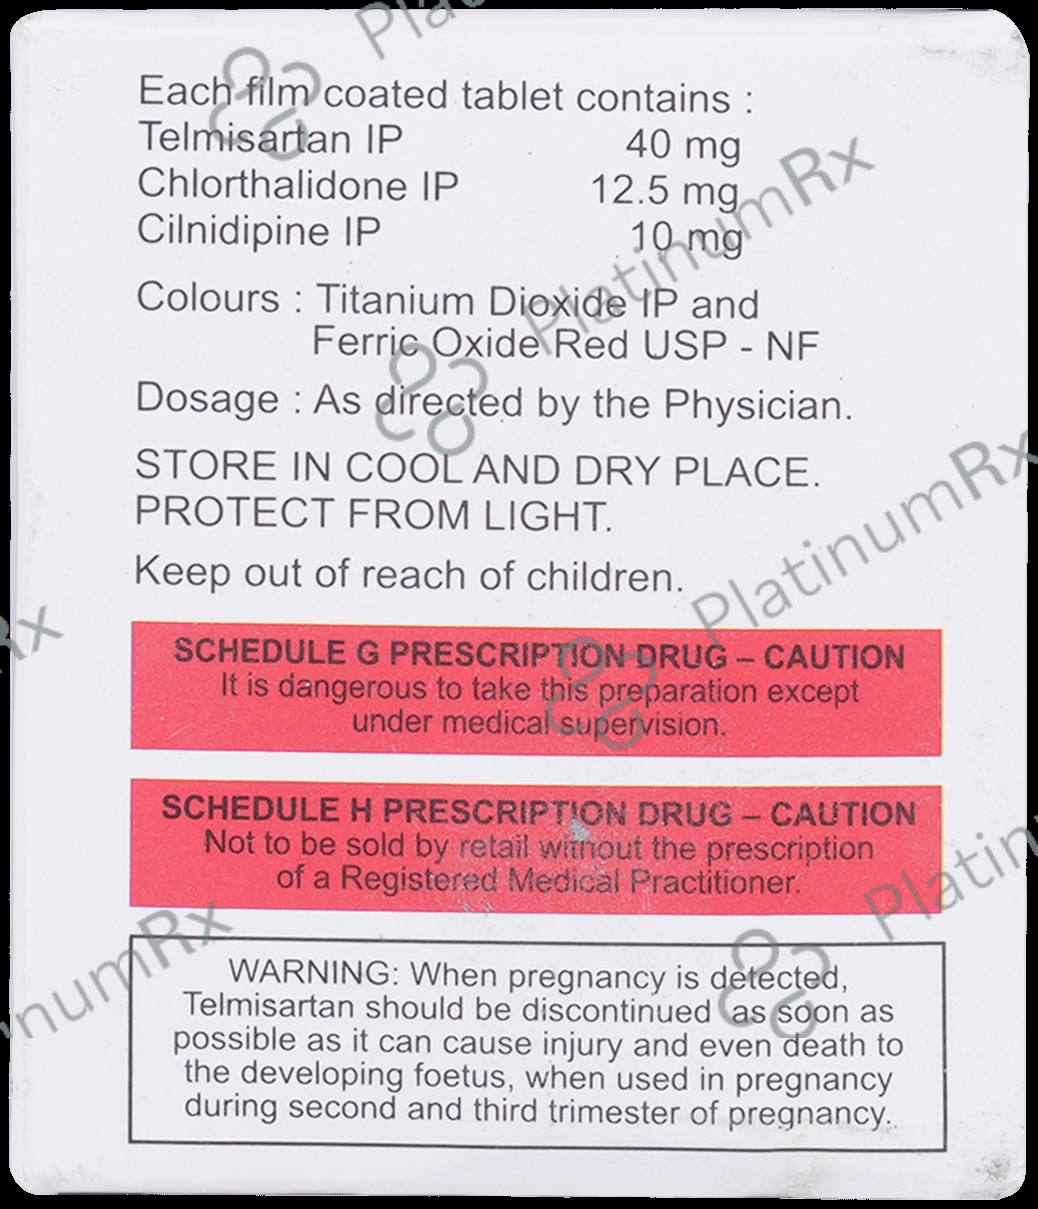 Each film coated tablet contains :
Telmisartan IP 40 mg
Chlorthalidone IP 12.5 mg
Cilnidipine IP 10 mg
Colours : Titanium Dioxide IP and
Ferric Oxide Red USP - NF
Dosage : As directed by the Physician.
STORE IN COOL AND DRY PLACE.
PROTECT FROM LIGHT.
Keep out of reach of children.
SCHEDULE G PRESCRIPTION DRUG – CAUTION
It is dangerous to take this preparation except
under medical supervision.
SCHEDULE H PRESCRIPTION DRUG – CAUTION
Not to be sold by retail without the prescription
of a Registered Medical Practitioner.
WARNING: When pregnancy is detected,
Telmisartan should be discontinued as soon as
possible as it can cause injury and even death to
the developing foetus, when used in pregnancy
during second and third trimester of pregnancy.
PlatinumRx
PlatinumRx